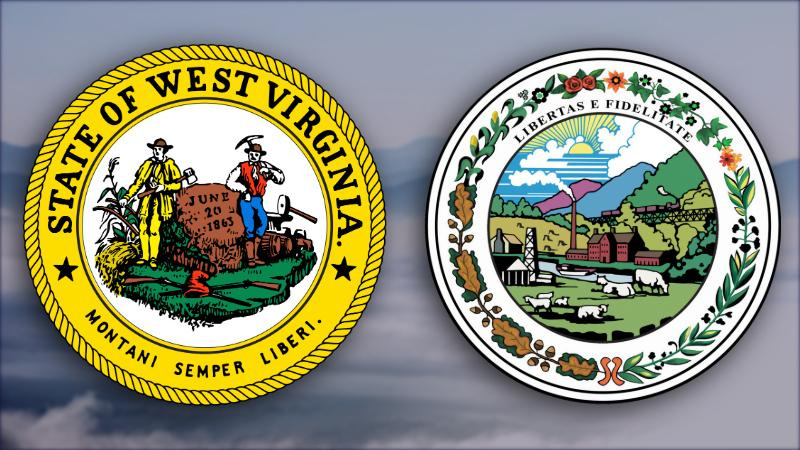 STATE OF WEST VIRGINIA.
JUNE
20
1863
MONTANI SEMPER LIBERI.
LIBERTAS E FIDELITATE